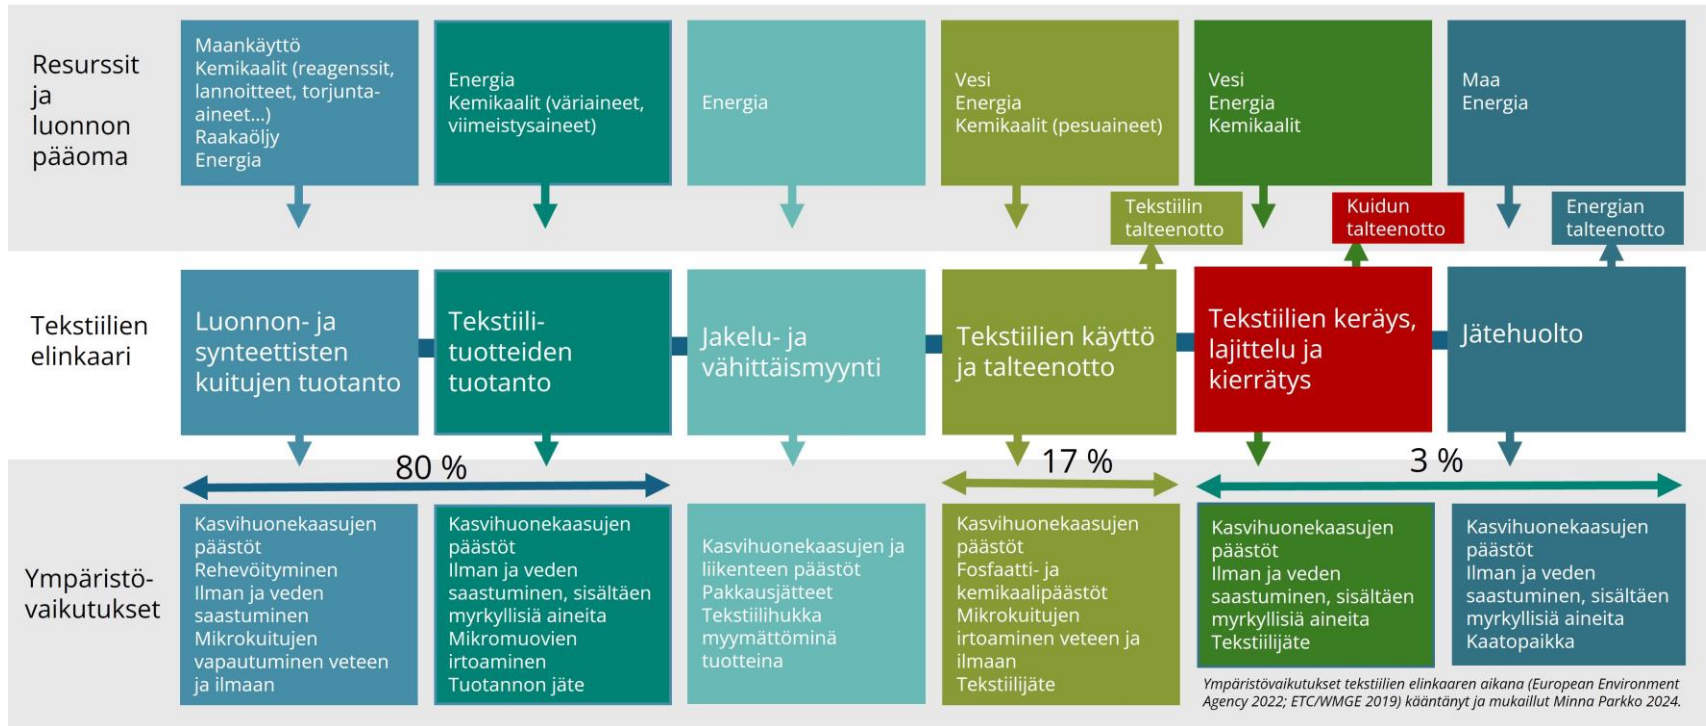 Resurssit
ja
luonnon
pääoma
Maankäyttö
Kemikaalit (reagenssit,
lannoitteet, torjunta-
aineet...)
Raakaöljy
Energia
Energia
Kemikaalit (väriaineet,
viimeistysaineet)
Energia
Vesi
Energia
Kemikaalit (pesuaineet)
Vesi
Energia
Kemikaalit
Maa
Energia
Tekstiilin
talteenotto
Kuidun
talteenotto
Energian
talteenotto
Tekstiilien
elinkaari
Luonnon- ja
synteettisten
kuitujen tuotanto
Tekstiili-
tuotteiden
tuotanto
Jakelu- ja
vähittäismyynti
Tekstiilien käyttö
ja talteenotto
Tekstiilien keräys,
lajittelu ja
kierrätys
Jätehuolto
80 %
17 %
3 %
Ympäristö-
vaikutukset
Kasvihuonekaasujen
päästöt
Rehevöityminen
Ilman ja veden
saastuminen
Mikrokuitujen
vapautuminen veteen
ja ilmaan
Kasvihuonekaasujen
päästöt
Ilman ja veden
saastuminen, sisältäen
myrkyllisiä aineita
Mikromuovien
irtoaminen
Tuotannon jäte
Kasvihuonekaasujen ja
liikenteen päästöt
Pakkausjätteet
Tekstiilihukka
myymättöminä
tuotteina
Kasvihuonekaasujen
päästöt
Fosfaatti- ja
kemikaalipäästöt
Mikrokuitujen
irtoaminen veteen ja
ilmaan
Tekstiilijäte
Kasvihuonekaasujen
päästöt
Ilman ja veden
saastuminen, sisältäen
myrkyllisiä aineita
Tekstiilijäte
Kasvihuonekaasujen
päästöt
Ilman ja veden
saastuminen, sisältäen
myrkyllisiä aineita
Kaatopaikka
Ympäristövaikutukset tekstiilien elinkaaren aikana (European Environment
Agency 2022; ETC/WMGE 2019) kääntänyt ja mukaillut Minna Parkko 2024.